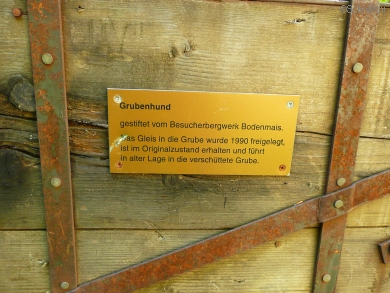 Grubenhund
gestiftet vom Besucherbergwerk Bodenmais.
Das Gleis in die Grube wurde 1990 freigelegt,
ist im Originalzustand erhalten und führt
in alter Lage in die verschüttete Grube.